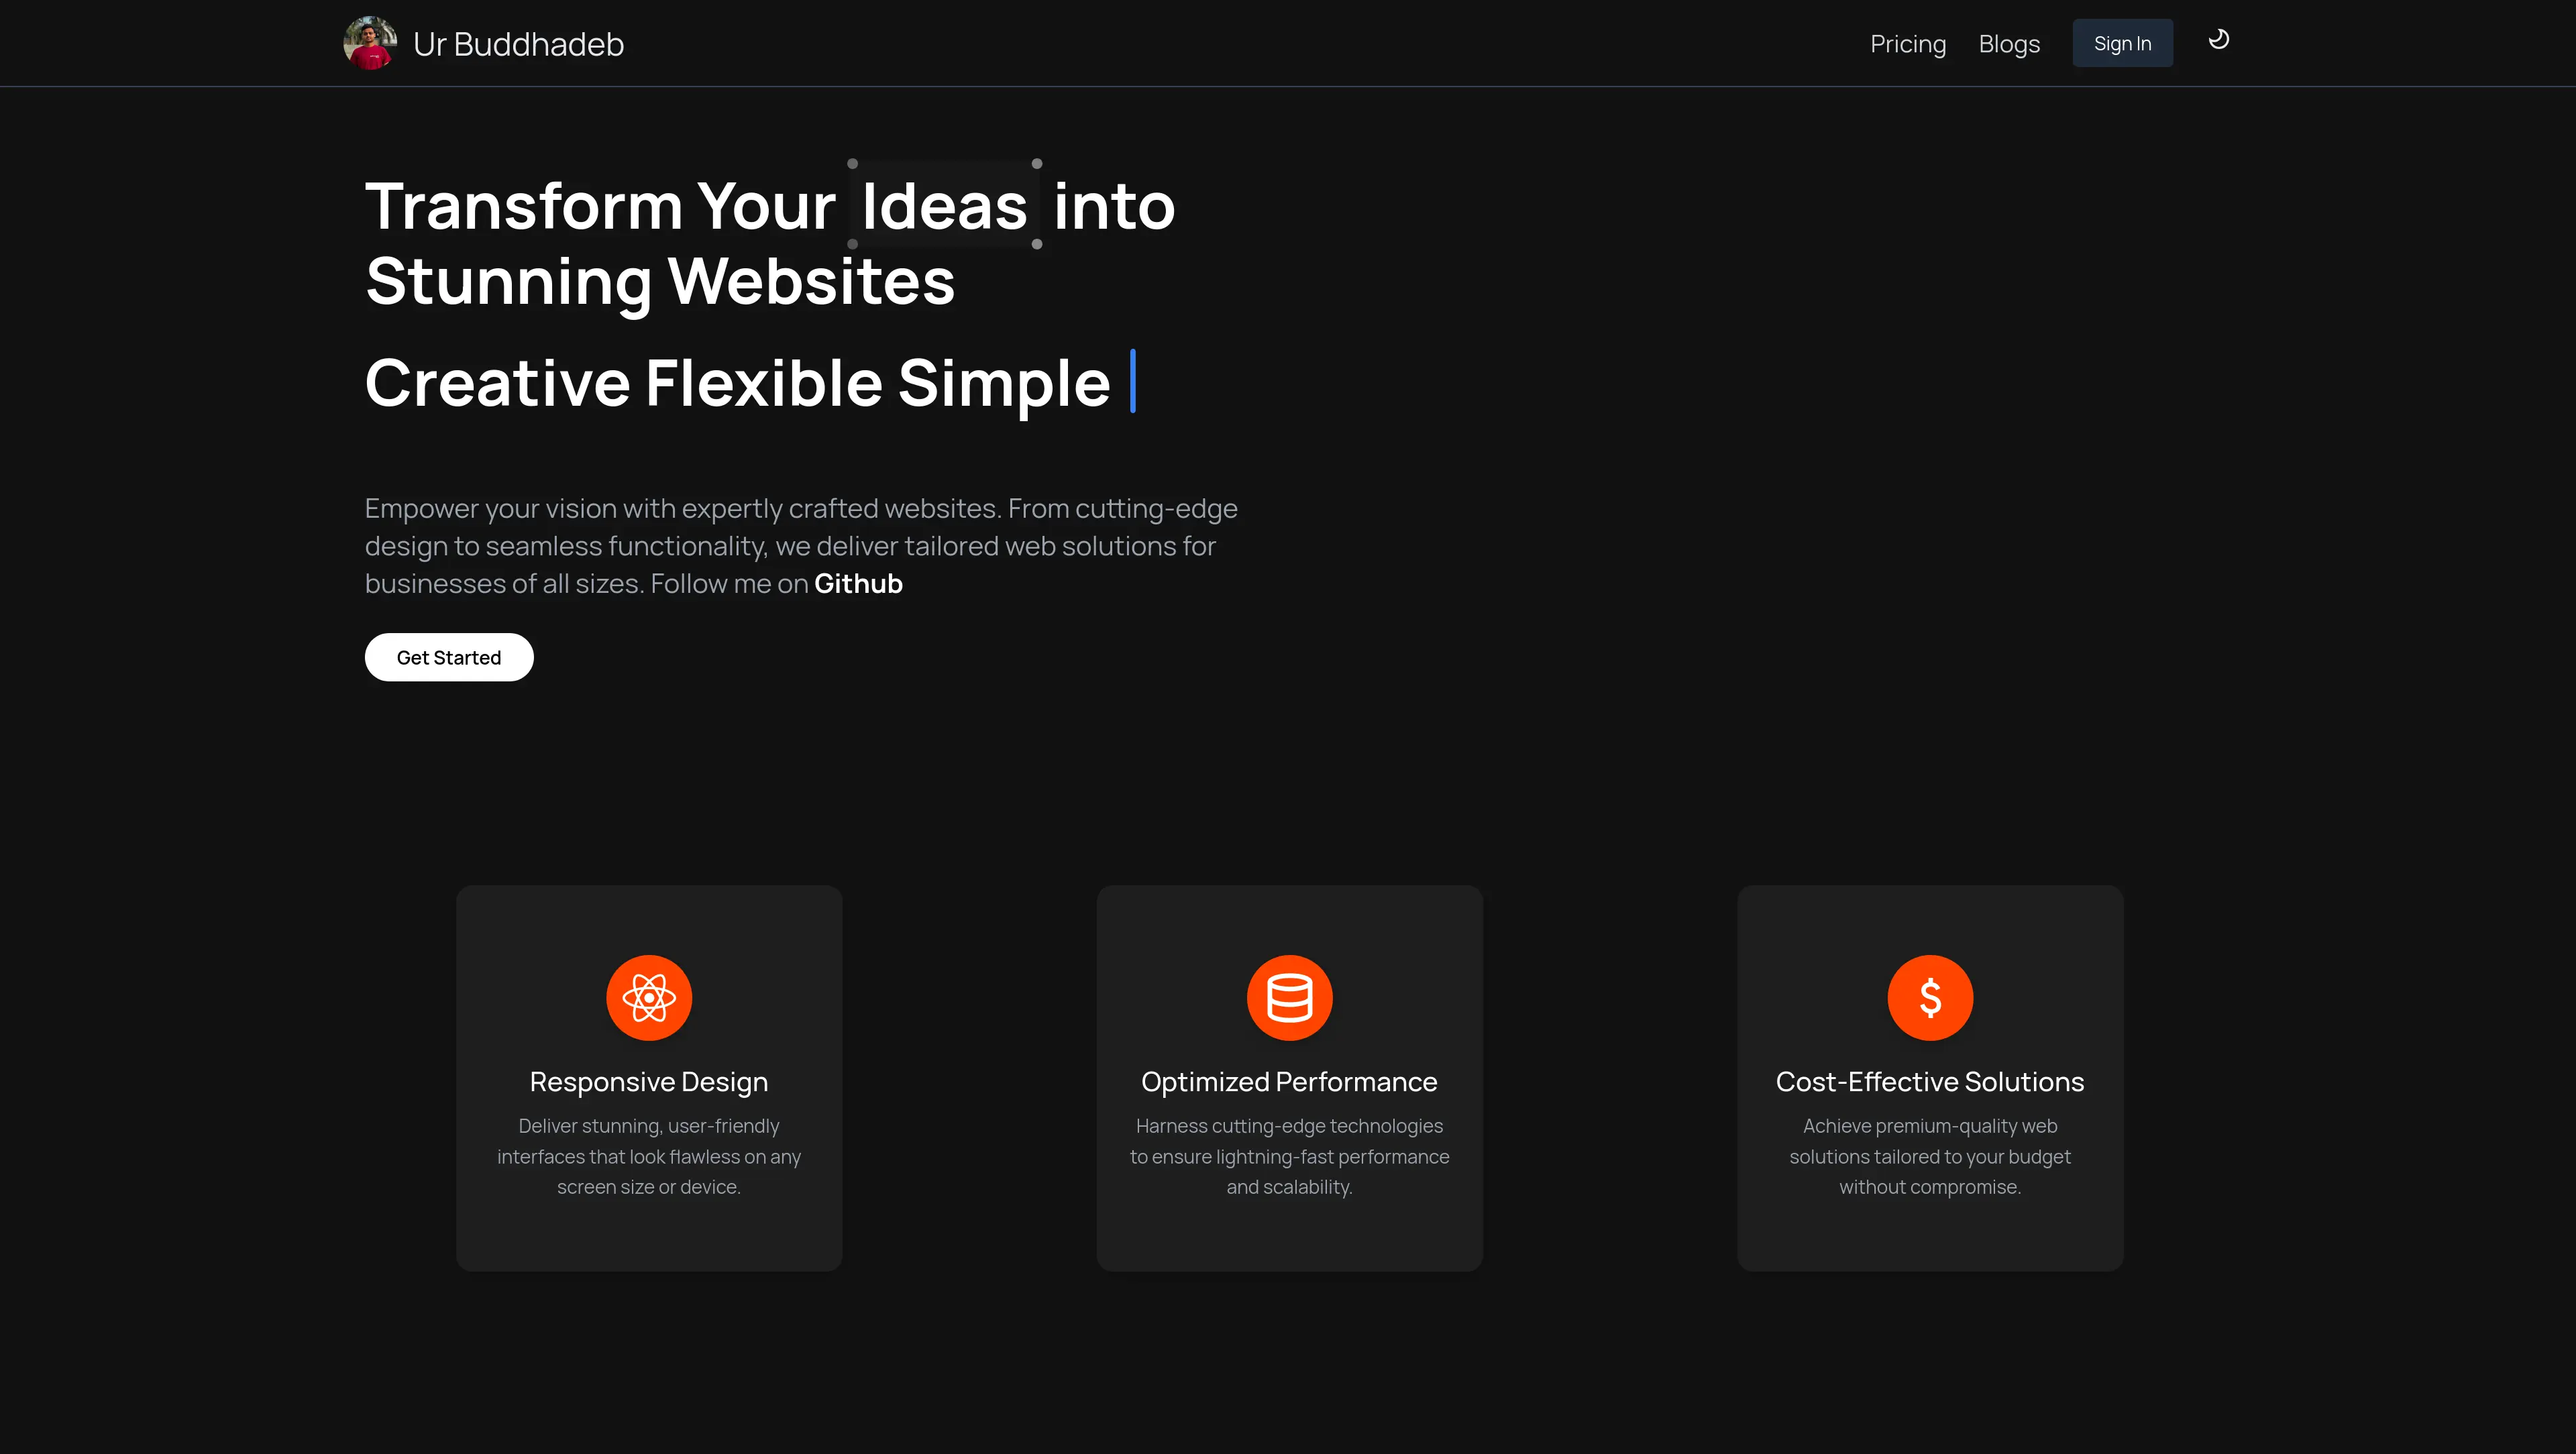 Ur Buddhadeb
Pricing
Blogs
Sign In
Transform Your Ideas into
Stunning Websites
Creative Flexible Simple
Empower your vision with expertly crafted websites. From cutting-edge
design to seamless functionality, we deliver tailored web solutions for
businesses of all sizes. Follow me on Github
Get Started
Responsive Design
Deliver stunning, user-friendly
interfaces that look flawless on any
screen size or device.
Optimized Performance
Harness cutting-edge technologies
to ensure lightning-fast performance
and scalability.
Cost-Effective Solutions
Achieve premium-quality web
solutions tailored to your budget
without compromise.